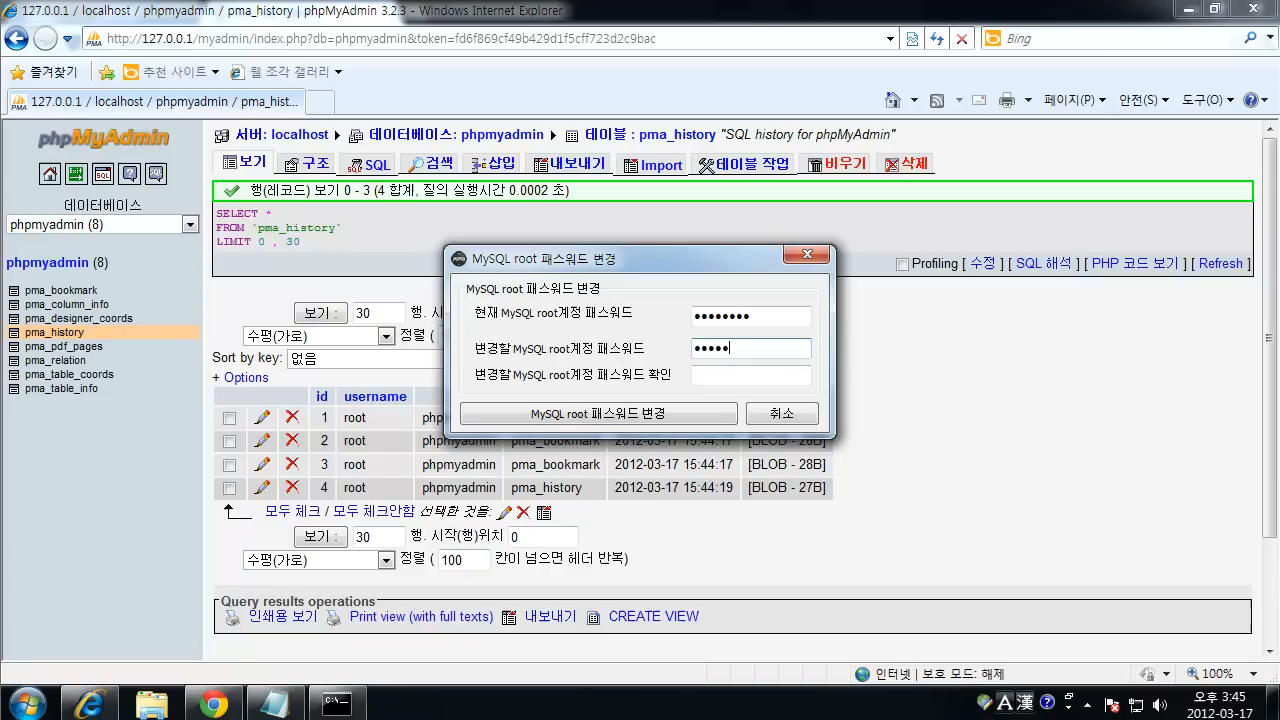 127.0.0.1 / localhost / phpmyadmin / pma_history | phpMyAdmin 3.2.3 - Windows Internet Explorer
http://127.0.0.1/myadmin/index.php?db=phpmyadmin&token=fd6f869cf49b429d1f5cff723d2c9bac
Bing
즐겨찾기 추천 사이트 웹 조각 갤러리
127.0.0.1 / localhost / phpmyadmin / pma_hist...
페이지(P) 안전(S) 도구(O)
phpMyAdmin
서버: localhost 데이터베이스: phpmyadmin 테이블 : pma_history "SQL history for phpMyAdmin"
보기 구조 SQL 검색 삽입 내보내기 Import 테이블 작업 비우기 삭제
데이터베이스
phpmyadmin (8)
phpmyadmin (8)
pma_bookmark
pma_column_info
pma_designer_coords
pma_history
pma_pdf_pages
pma_relation
pma_table_coords
pma_table_info
행(레코드) 보기 0 - 3 (4 합계, 질의 실행시간 0.0002 초)
SELECT *
FROM `pma_history`
LIMIT 0 , 30
Profiling [ 수정 ] [ SQL 해석 ] [ PHP 코드 보기 ] [ Refresh ]
MySQL root 패스워드 변경
MySQL root 패스워드 변경
현재 MySQL root계정 패스워드
변경할 MySQL root계정 패스워드
변경할 MySQL root계정 패스워드 확인
MySQL root 패스워드 변경 취소
보기 : 30 행. 시
수평(가로) 정렬 (
Sort by key: 없음
+ Options
id username
1 root
2 root phpmyadmin pma_bookmark 2012-03-17 15:44:16 [BLOB - 28B]
3 root phpmyadmin pma_bookmark 2012-03-17 15:44:17 [BLOB - 28B]
4 root phpmyadmin pma_history 2012-03-17 15:44:19 [BLOB - 27B]
모두 체크 / 모두 체크안함 선택한 것을:
보기 : 30 행. 시작(행)위치 0
수평(가로) 정렬 ( 100 칸이 넘으면 헤더 반복)
Query results operations
인쇄용 보기 Print view (with full texts) 내보내기 CREATE VIEW
인터넷 | 보호 모드: 해제 100%
A 漢
오후 3:45
2012-03-17